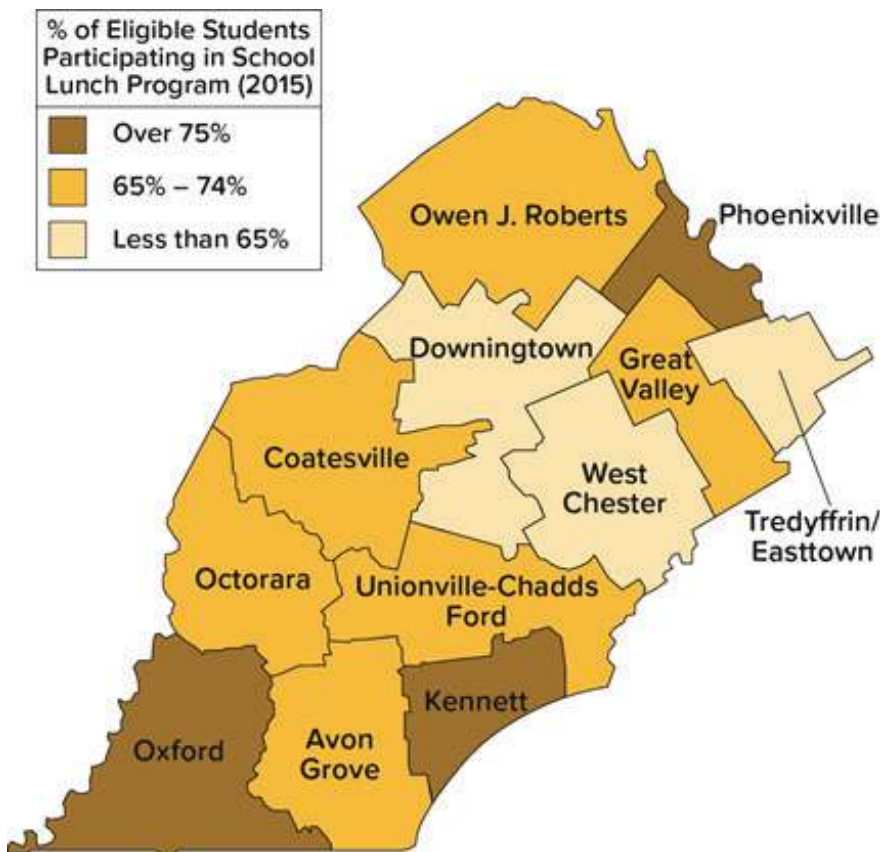 % of Eligible Students
Participating in School
Lunch Program (2015)
Over 75%
65% – 74%
Less than 65%
Owen J. Roberts
Phoenixville
Downingtown
Great
Valley
Coatesville
West
Chester
Tredyffrin/
Easttown
Octorara
Unionville-Chadds
Ford
Kennett
Oxford
Avon
Grove